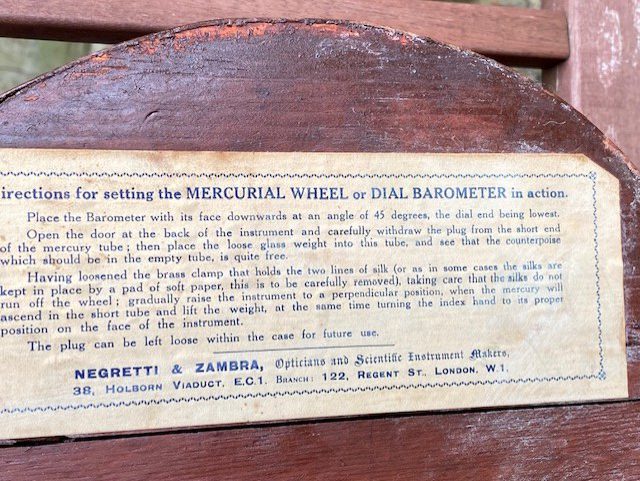 irections for setting the MERCURIAL WHEEL or DIAL BAROMETER in action.
Place the Barometer with its face downwards at an angle of 45 degrees, the dial end being lowest.
Open the door at the back of the instrument and carefully withdraw the plug from the short end
of the mercury tube; then place the loose glass weight into this tube, and see that the counterpoise
which should be in the empty tube, is quite free.
Having loosened the brass clamp that holds the two lines of silk (or as in some cases the silks are
kept in place by a pad of soft paper, this is to be carefully removed), taking care that the silks do not
run off the wheel; gradually raise the instrument to a perpendicular position, when the mercury will
ascend in the short tube and lift the weight, at the same time turning the index hand to its proper
position on the face of the instrument.
The plug can be left loose within the case for future use.
NEGRETTI & ZAMBRA, Opticians and Scientific Instrument Makers,
38, HOLBORN VIADUCT, E.C.1. BRANCH: 122, REGENT ST., LONDON, W.1.